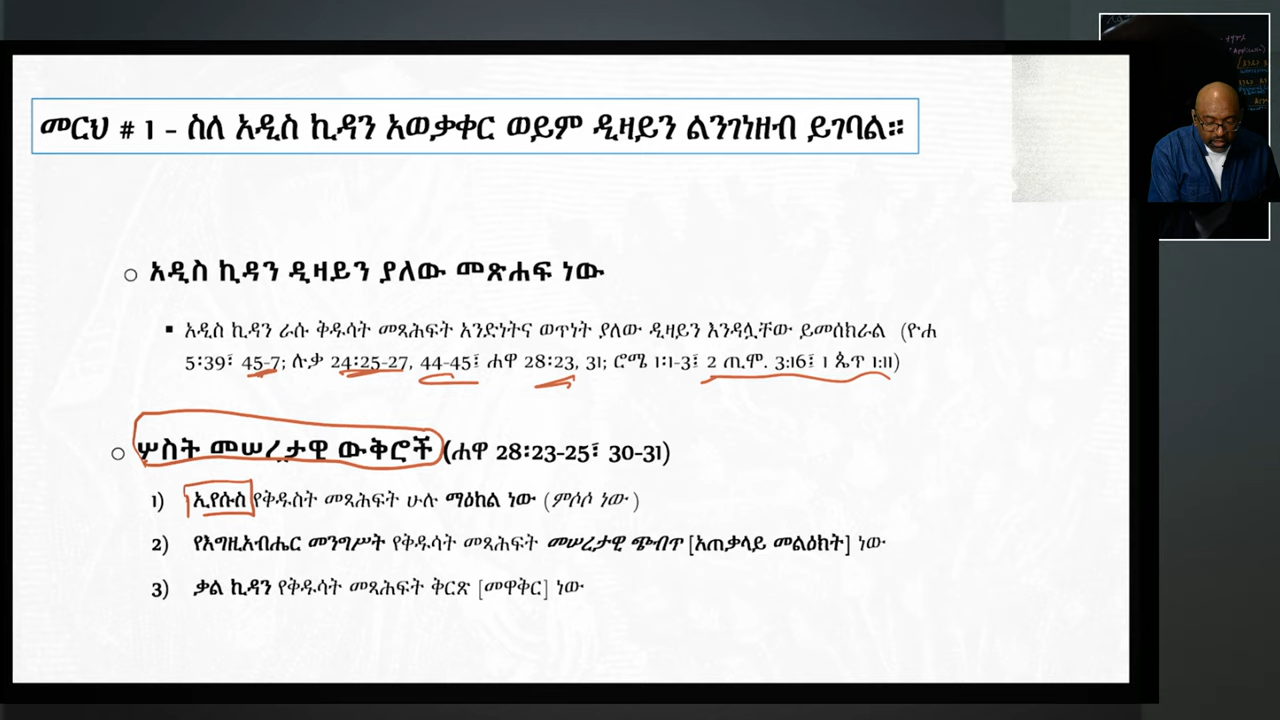 መርህ # 1 - ስለ አዲስ ኪዳን አወቃቀር ወይም ዲዛይን ልንገነዘብ ይገባል።
○ አዲስ ኪዳን ዲዛይን ያለው መጽሐፍ ነው
▪ አዲስ ኪዳን ራሱ ቅዱሳት መጻሕፍት አንድነትና ወጥነት ያለው ዲዛይን እንዳሏቸው ይመሰክራል (ዮሐ
5፡39፤ 45-7; ሉቃ 24፡25-27, 44-45፤ ሐዋ 28፡23, 31; ሮሜ 1፡1-3፤ 2 ጢሞ. 3:16፤ 1 ጴጥ 1:11)
○ ሦስት መሠረታዊ ውቅሮች (ሐዋ 28፡23-25፤ 30-31)
1) ኢየሱስ የቅዱስት መጻሕፍት ሁሉ ማዕከል ነው (ምሶሶ ነው)
2) የእግዚአብሔር መንግሥት የቅዱሳት መጻሕፍት መሠረታዊ ጭብጥ [አጠቃላይ መልዕክት] ነው
3) ቃል ኪዳን የቅዱሳት መጻሕፍት ቅርጽ [መዋቅር] ነው